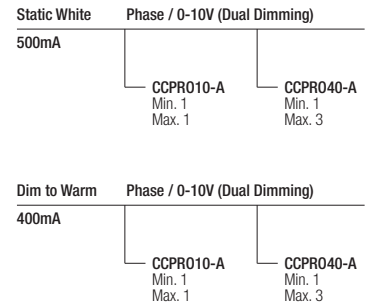 Static White Phase / 0-10V (Dual Dimming)
500mA
CCPRO10-A CCPRO40-A
Min. 1 Min. 1
Max. 1 Max. 3
Dim to Warm Phase / 0-10V (Dual Dimming)
400mA
CCPRO10-A CCPRO40-A
Min. 1 Min. 1
Max. 1 Max. 3